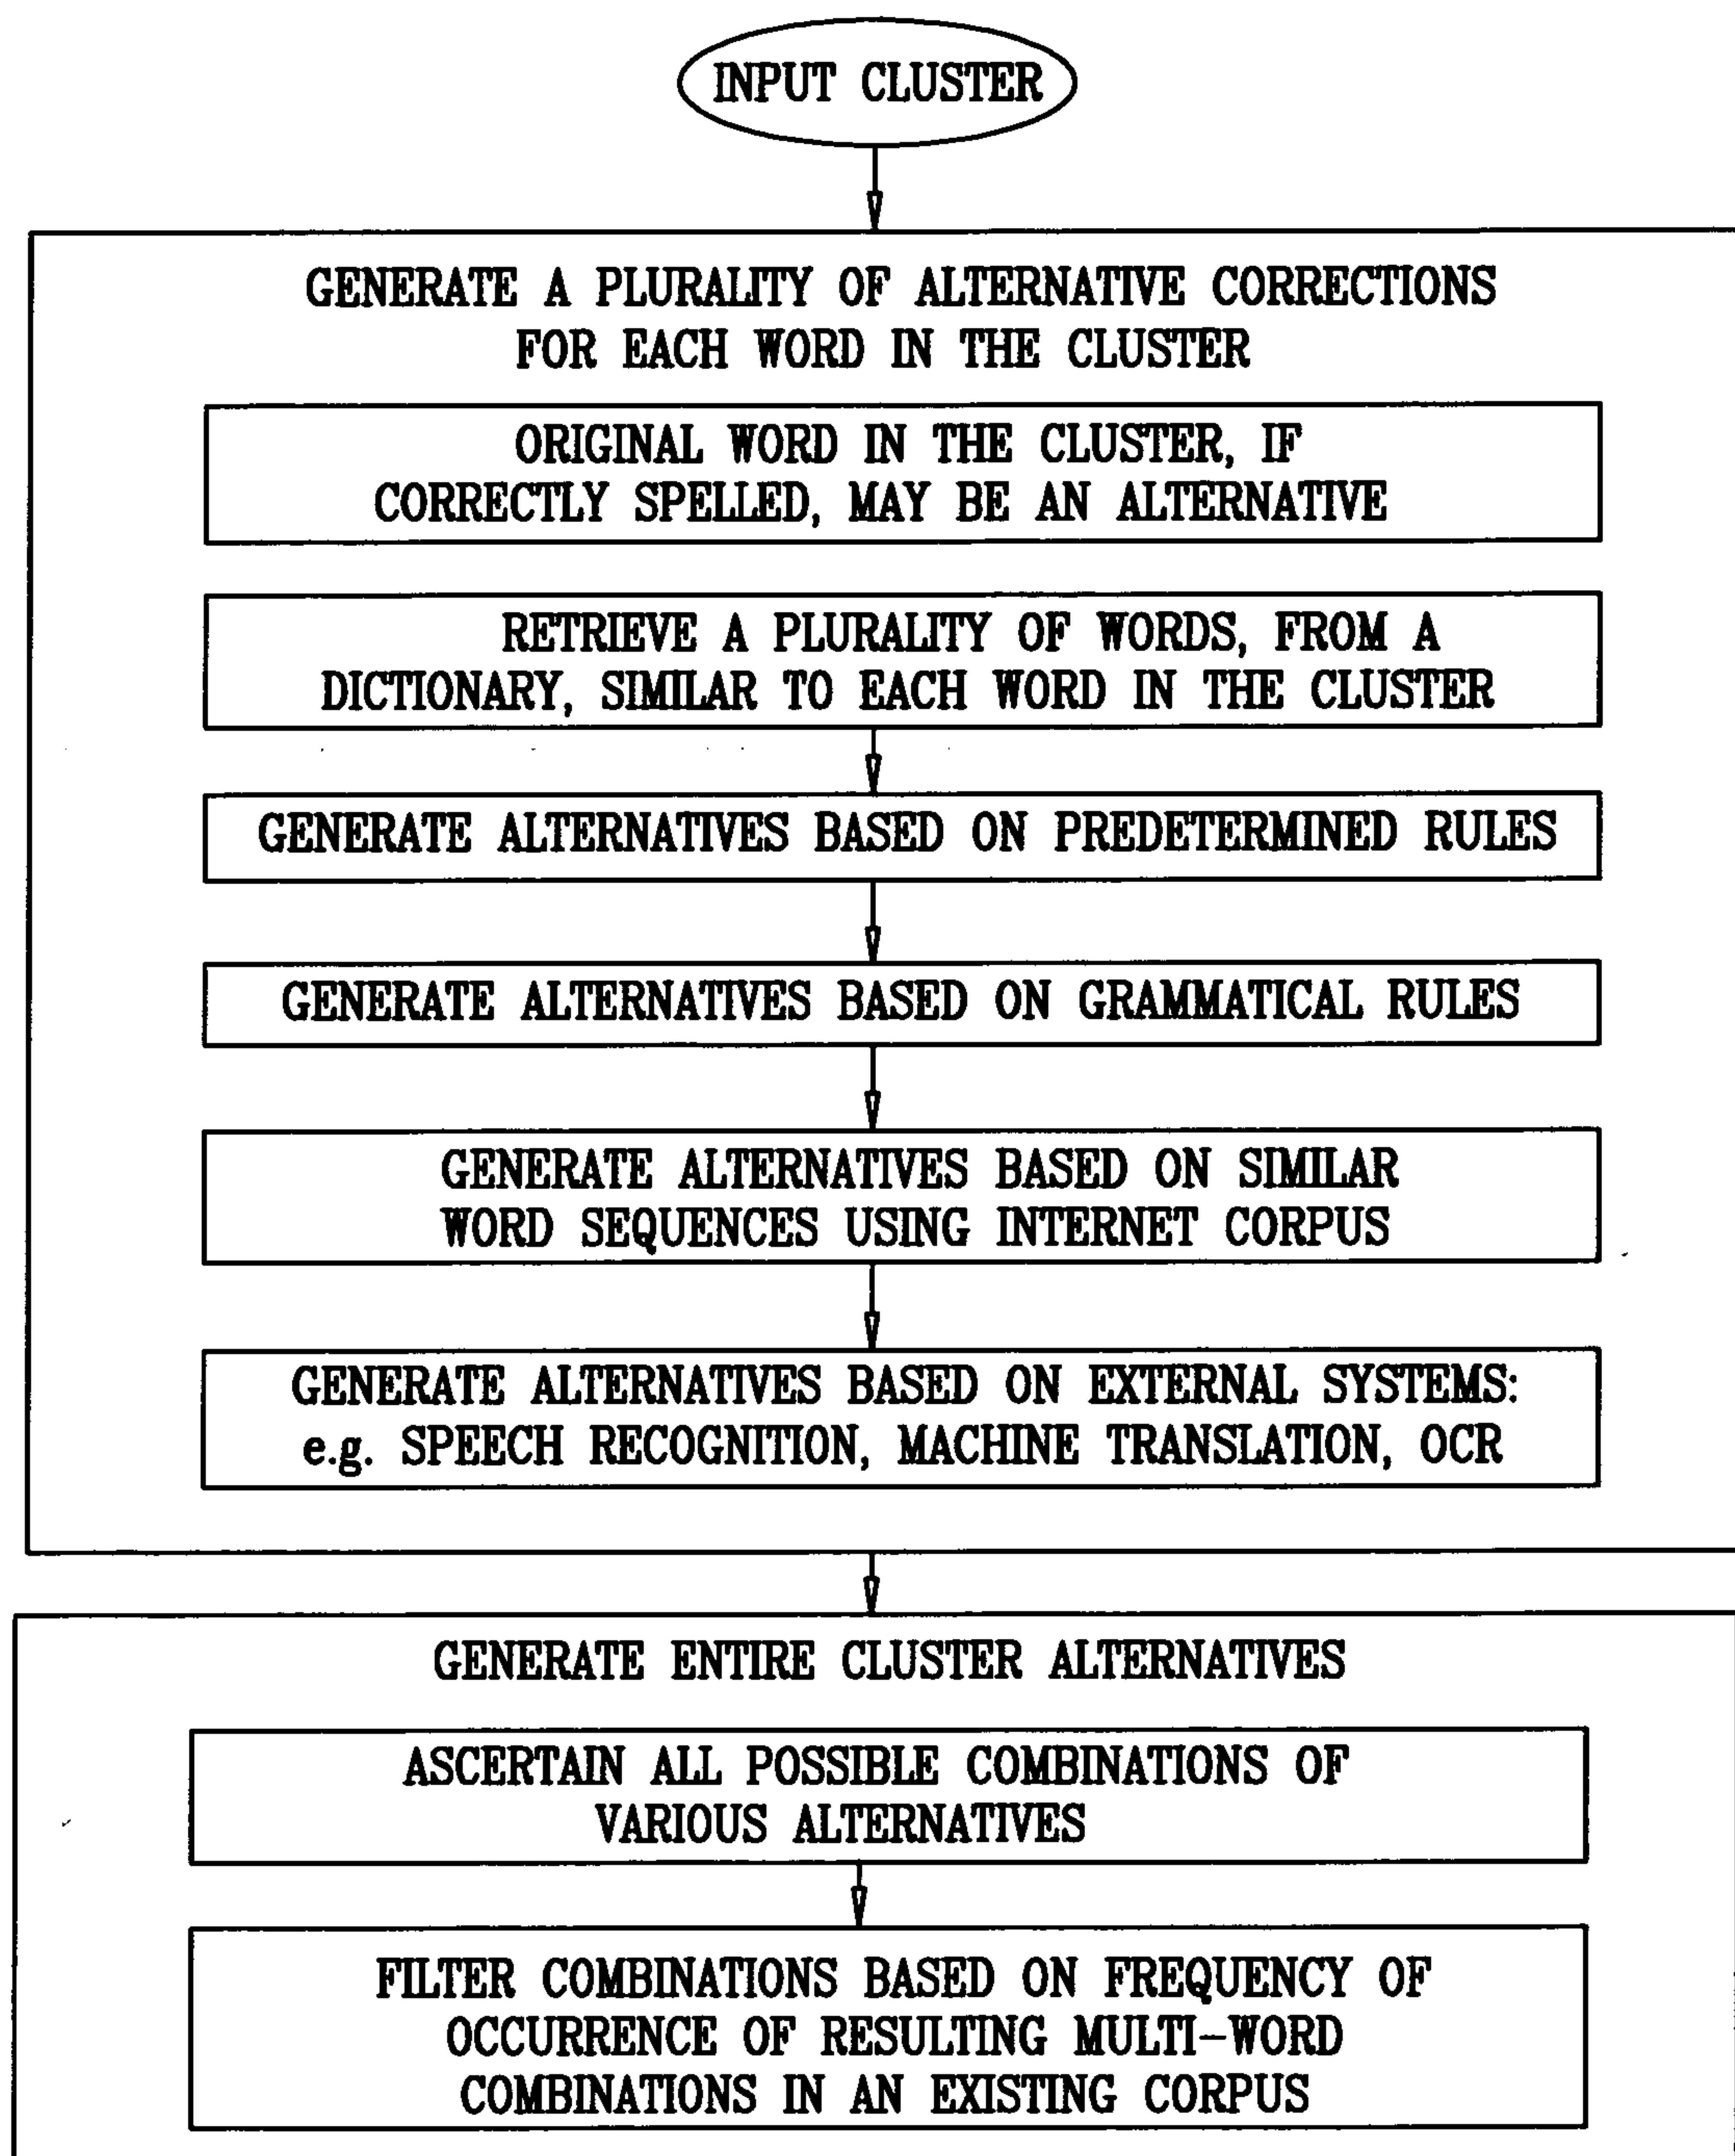 INPUT CLUSTER
GENERATE A PLURALITY OF ALTERNATIVE CORRECTIONS
FOR EACH WORD IN THE CLUSTER
ORIGINAL WORD IN THE CLUSTER, IF
CORRECTLY SPELLED, MAY BE AN ALTERNATIVE
RETRIEVE A PLURALITY OF WORDS, FROM A
DICTIONARY, SIMILAR TO EACH WORD IN THE CLUSTER
GENERATE ALTERNATIVES BASED ON PREDETERMINED RULES
GENERATE ALTERNATIVES BASED ON GRAMMATICAL RULES
GENERATE ALTERNATIVES BASED ON SIMILAR
WORD SEQUENCES USING INTERNET CORPUS
GENERATE ALTERNATIVES BASED ON EXTERNAL SYSTEMS:
e.g. SPEECH RECOGNITION, MACHINE TRANSLATION, OCR
GENERATE ENTIRE CLUSTER ALTERNATIVES
ASCERTAIN ALL POSSIBLE COMBINATIONS OF
VARIOUS ALTERNATIVES
FILTER COMBINATIONS BASED ON FREQUENCY OF
OCCURRENCE OF RESULTING MULTI-WORD
COMBINATIONS IN AN EXISTING CORPUS